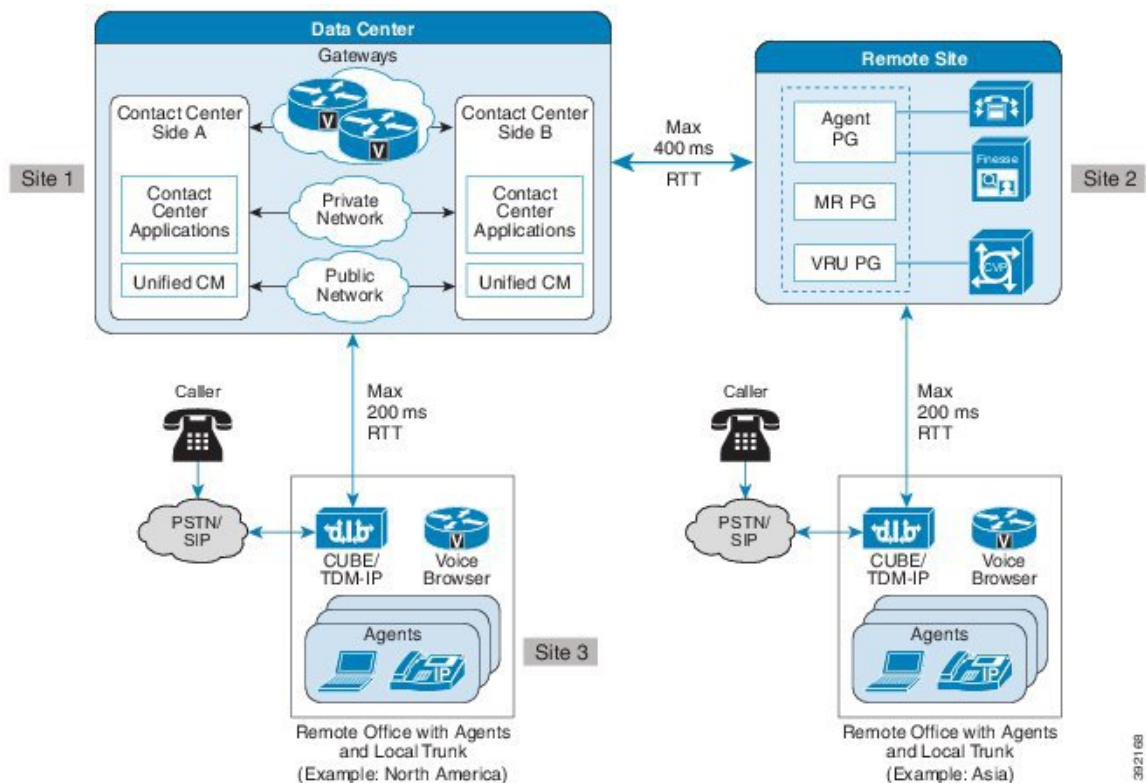 Data Center
Gateways
Contact Center
Side A
V
V
Contact Center
Side B
Contact
Center
Applications
Private
Network
Contact
Center
Applications
Unified CM
Public
Network
Unified CM
Site 1
Max
400 ms
RTT
Remote Site
Agent
PG
Finesse
MR PG
VRU PG
CVP
Site 2
Caller
Max
200 ms
RTT
PSTN/
SIP
CUBE/
TDM-IP
V
Voice
Browser
Agents
IP
Site 3
Remote Office with Agents
and Local Trunk
(Example: North America)
Caller
Max
200 ms
RTT
PSTN/
SIP
CUBE/
TDM-IP
V
Voice
Browser
Agents
IP
Remote Office with Agents
and Local Trunk
(Example: Asia)
392168